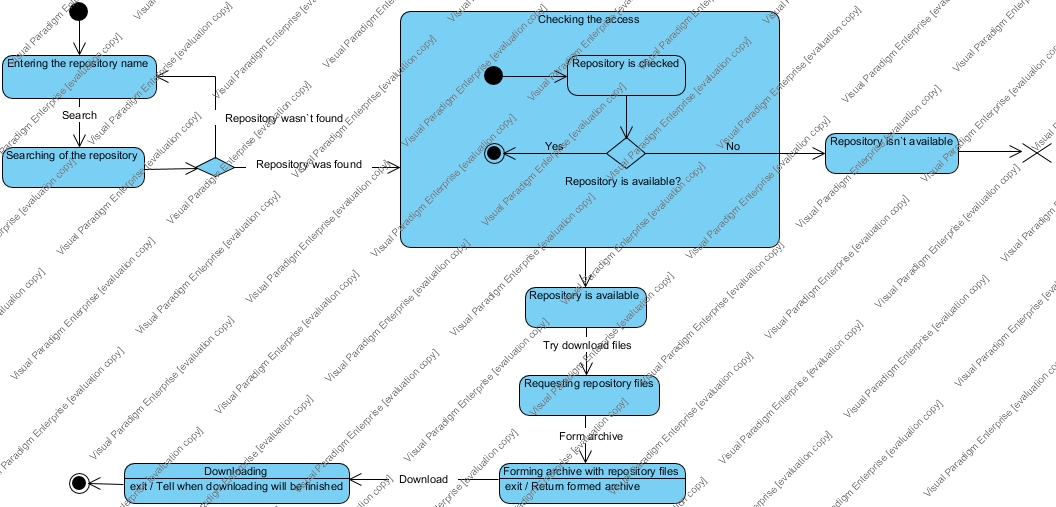 Checking the access
Entering the repository name
Repository is checked
Search
Repository wasn`t found
Searching of the repository
Repository was found
Yes
No
Repository isn`t available
Repository is available?
Repository is available
Try download files
Requesting repository files
Form archive
Downloading
exit / Tell when downloading will be finished
Download
Forming archive with repository files
exit / Return formed archive
Visual Paradigm Enterprise [evaluation copy]